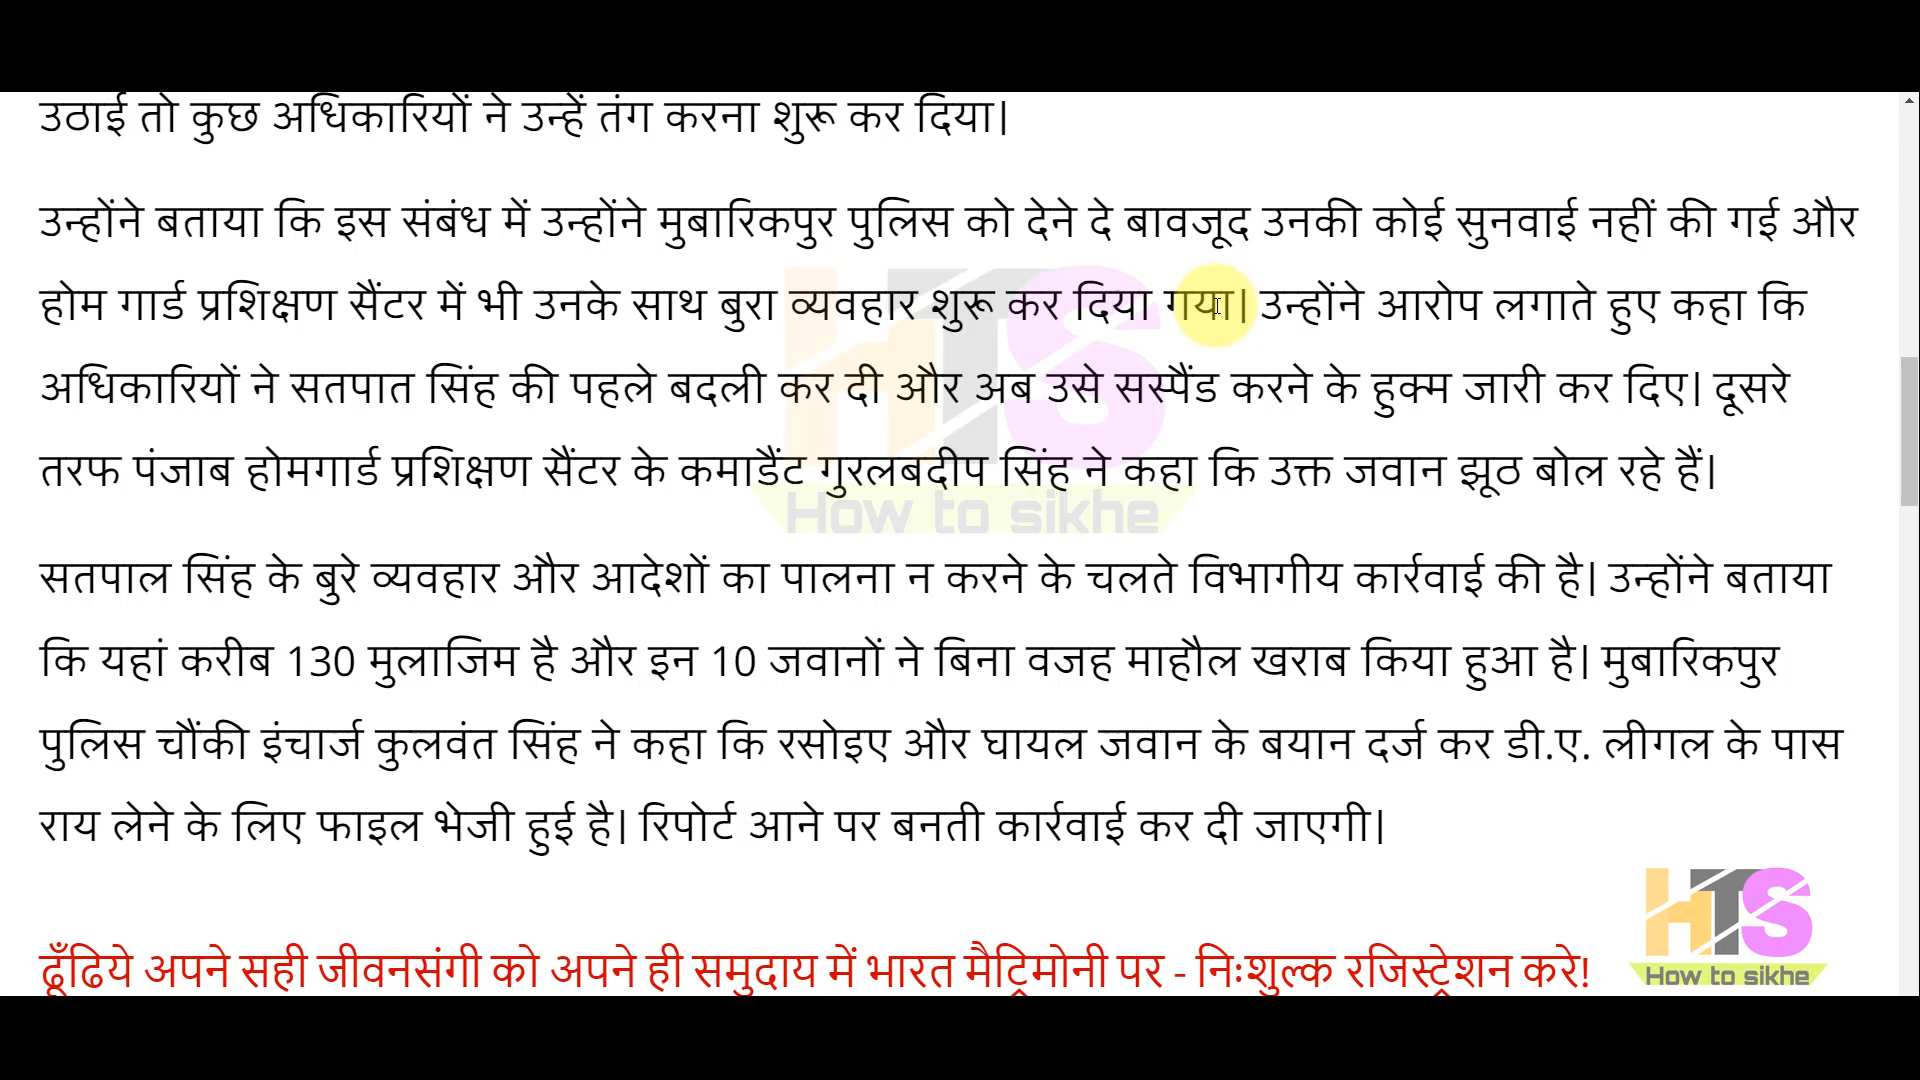 उठाई तो कुछ अधिकारियों ने उन्हें तंग करना शुरू कर दिया।
उन्होंने बताया कि इस संबंध में उन्होंने मुबारिकपुर पुलिस को देने दे बावजूद उनकी कोई सुनवाई नहीं की गई और
होम गार्ड प्रशिक्षण सैंटर में भी उनके साथ बुरा व्यवहार शुरू कर दिया गया। उन्होंने आरोप लगाते हुए कहा कि
अधिकारियों ने सतपात सिंह की पहले बदली कर दी और अब उसे सस्पैंड करने के हुक्म जारी कर दिए। दूसरे
तरफ पंजाब होमगार्ड प्रशिक्षण सैंटर के कमाडैंट गुरलबदीप सिंह ने कहा कि उक्त जवान झूठ बोल रहे हैं।
HTS
How to sikhe
सतपाल सिंह के बुरे व्यवहार और आदेशों का पालना न करने के चलते विभागीय कार्रवाई की है। उन्होंने बताया
कि यहां करीब 130 मुलाजिम है और इन 10 जवानों ने बिना वजह माहौल खराब किया हुआ है। मुबारिकपुर
पुलिस चौंकी इंचार्ज कुलवंत सिंह ने कहा कि रसोइए और घायल जवान के बयान दर्ज कर डी.ए. लीगल के पास
राय लेने के लिए फाइल भेजी हुई है। रिपोर्ट आने पर बनती कार्रवाई कर दी जाएगी।
ढूँढिये अपने सही जीवनसंगी को अपने ही समुदाय में भारत मैट्रिमोनी पर - निःशुल्क रजिस्ट्रेशन करे!
HTS
How to sikhe